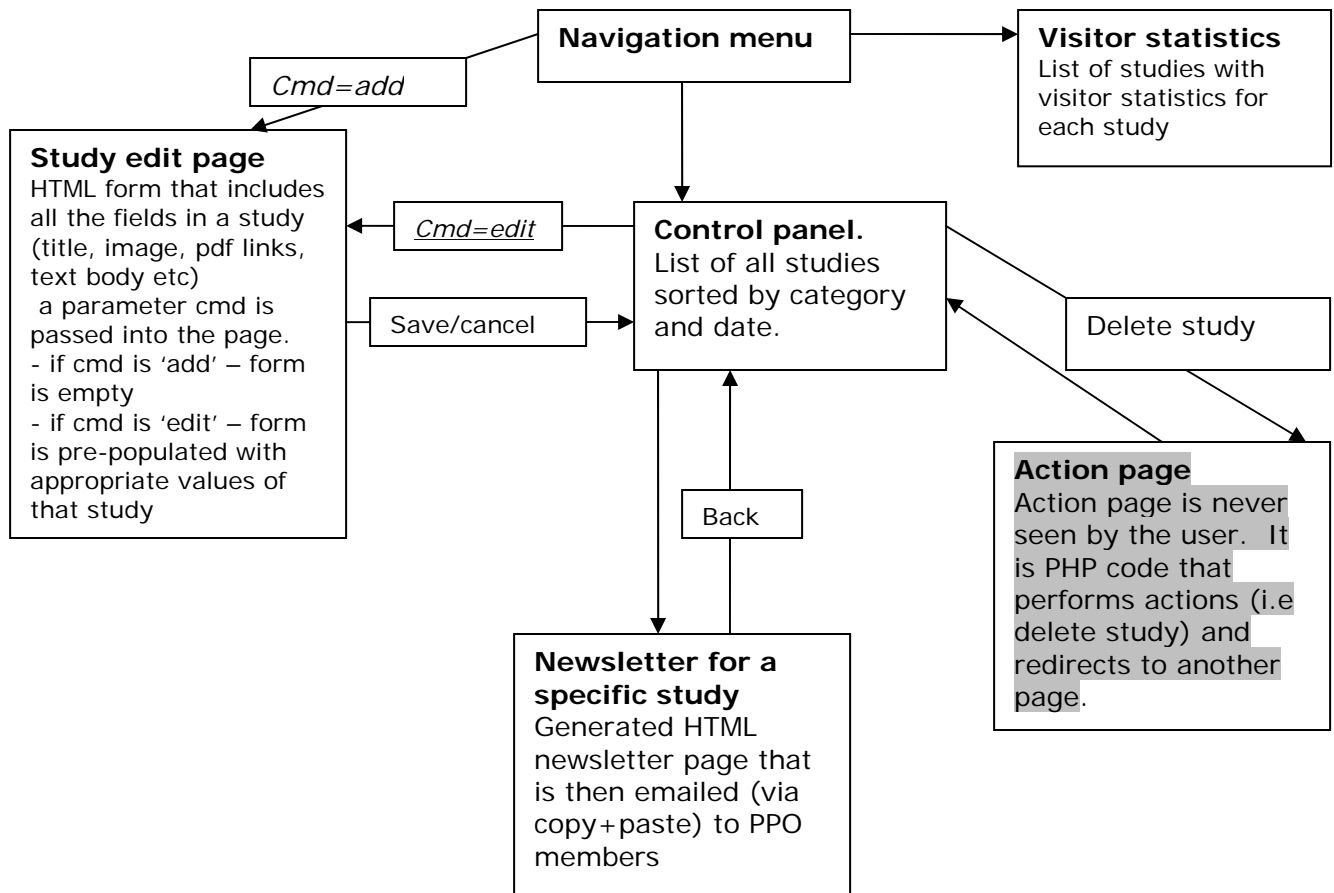 Navigation menu
Visitor statistics
List of studies with
visitor statistics for
each study
Cmd=add
Study edit page
HTML form that includes
all the fields in a study
(title, image, pdf links,
text body etc)
a parameter cmd is
passed into the page.
- if cmd is ‘add’ – form
is empty
- if cmd is ‘edit’ – form
is pre-populated with
appropriate values of
that study
Cmd=edit
Save/cancel
Control panel.
List of all studies
sorted by category
and date.
Delete study
Action page
Action page is never
seen by the user.  It
is PHP code that
performs actions (i.e
delete study) and
redirects to another
page.
Back
Newsletter for a
specific study
Generated HTML
newsletter page that
is then emailed (via
copy+paste) to PPO
members